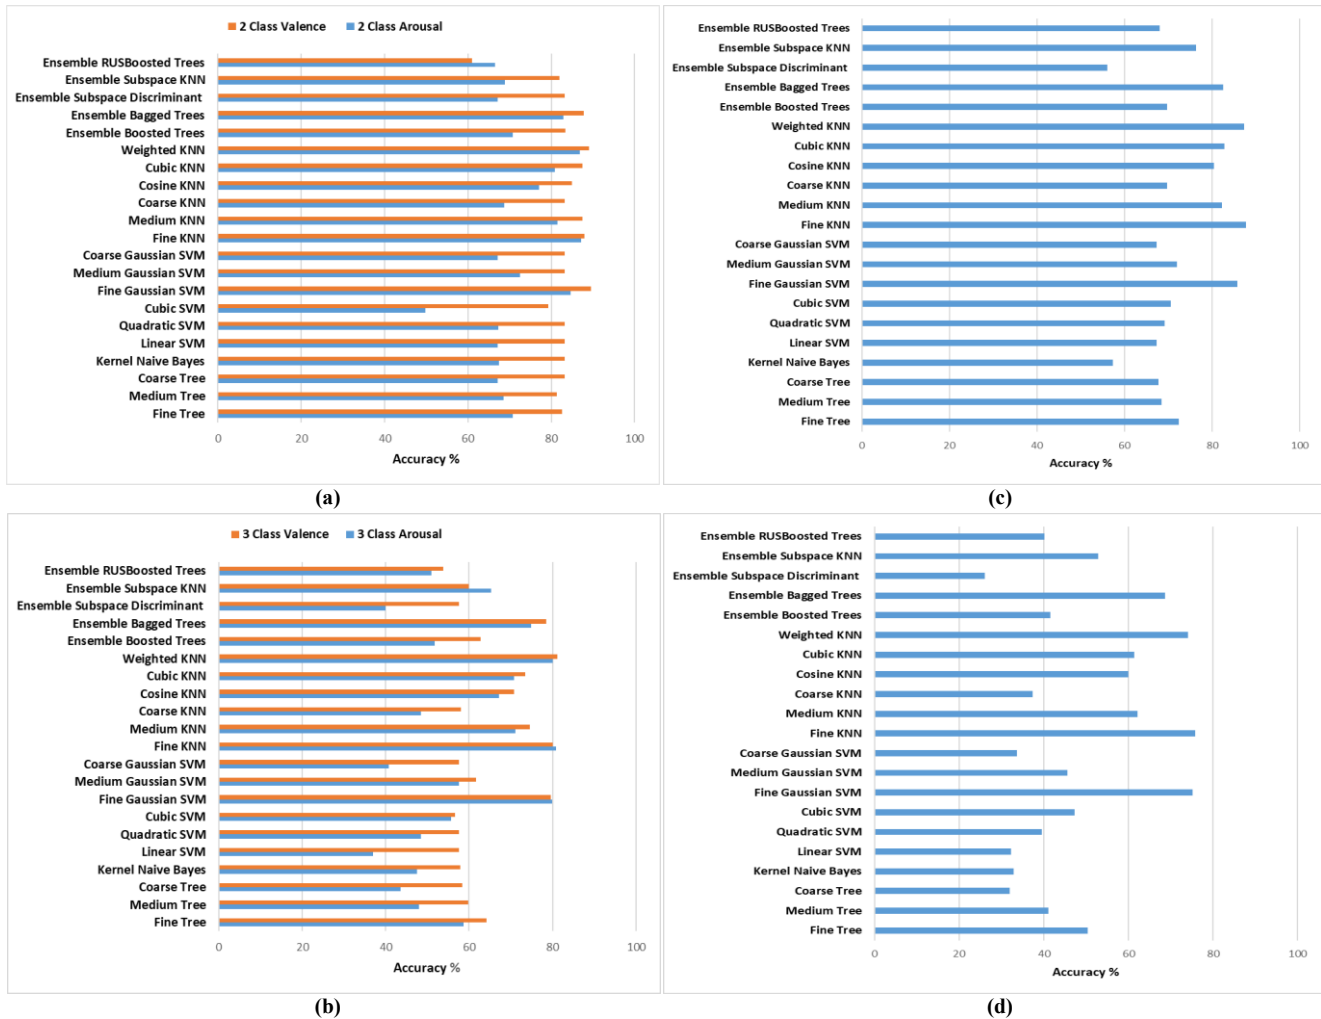 2 Class Valence 2 Class Arousal
Ensemble RUSBoosted Trees
Ensemble Subspace KNN
Ensemble Subspace Discriminant
Ensemble Bagged Trees
Ensemble Boosted Trees
Weighted KNN
Cubic KNN
Cosine KNN
Coarse KNN
Medium KNN
Fine KNN
Coarse Gaussian SVM
Medium Gaussian SVM
Fine Gaussian SVM
Cubic SVM
Quadratic SVM
Linear SVM
Kernel Naive Bayes
Coarse Tree
Medium Tree
Fine Tree
0 20 40 60 80 100
Accuracy %
(a)
Ensemble RUSBoosted Trees
Ensemble Subspace KNN
Ensemble Subspace Discriminant
Ensemble Bagged Trees
Ensemble Boosted Trees
Weighted KNN
Cubic KNN
Cosine KNN
Coarse KNN
Medium KNN
Fine KNN
Coarse Gaussian SVM
Medium Gaussian SVM
Fine Gaussian SVM
Cubic SVM
Quadratic SVM
Linear SVM
Kernel Naive Bayes
Coarse Tree
Medium Tree
Fine Tree
0 20 40 60 80 100
Accuracy %
(c)
3 Class Valence 3 Class Arousal
Ensemble RUSBoosted Trees
Ensemble Subspace KNN
Ensemble Subspace Discriminant
Ensemble Bagged Trees
Ensemble Boosted Trees
Weighted KNN
Cubic KNN
Cosine KNN
Coarse KNN
Medium KNN
Fine KNN
Coarse Gaussian SVM
Medium Gaussian SVM
Fine Gaussian SVM
Cubic SVM
Quadratic SVM
Linear SVM
Kernel Naive Bayes
Coarse Tree
Medium Tree
Fine Tree
0 20 40 60 80 100
Accuracy %
(b)
Ensemble RUSBoosted Trees
Ensemble Subspace KNN
Ensemble Subspace Discriminant
Ensemble Bagged Trees
Ensemble Boosted Trees
Weighted KNN
Cubic KNN
Cosine KNN
Coarse KNN
Medium KNN
Fine KNN
Coarse Gaussian SVM
Medium Gaussian SVM
Fine Gaussian SVM
Cubic SVM
Quadratic SVM
Linear SVM
Kernel Naive Bayes
Coarse Tree
Medium Tree
Fine Tree
0 20 40 60 80 100
Accuracy %
(d)